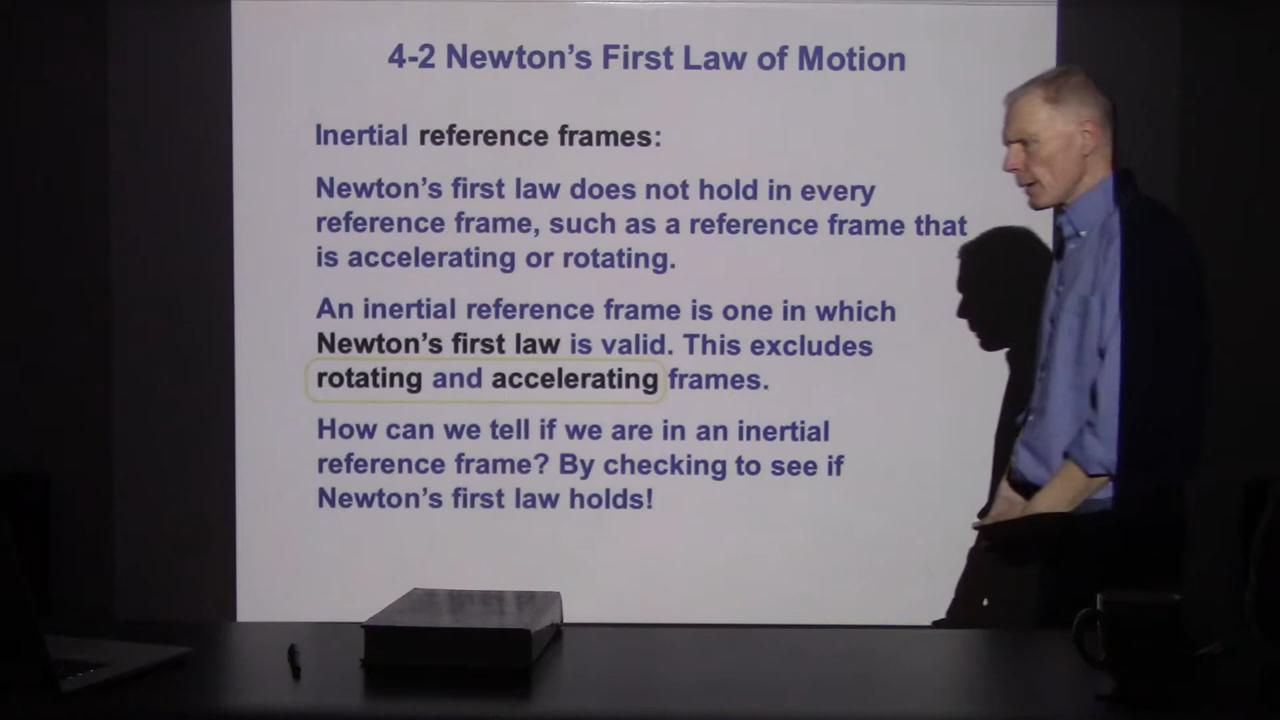 4-2 Newton's First Law of Motion
Inertial reference frames:
Newton's first law does not hold in every
reference frame, such as a reference frame that
is accelerating or rotating.
An inertial reference frame is one in which
Newton's first law is valid. This excludes
rotating and accelerating frames.
How can we tell if we are in an inertial
reference frame? By checking to see if
Newton's first law holds!